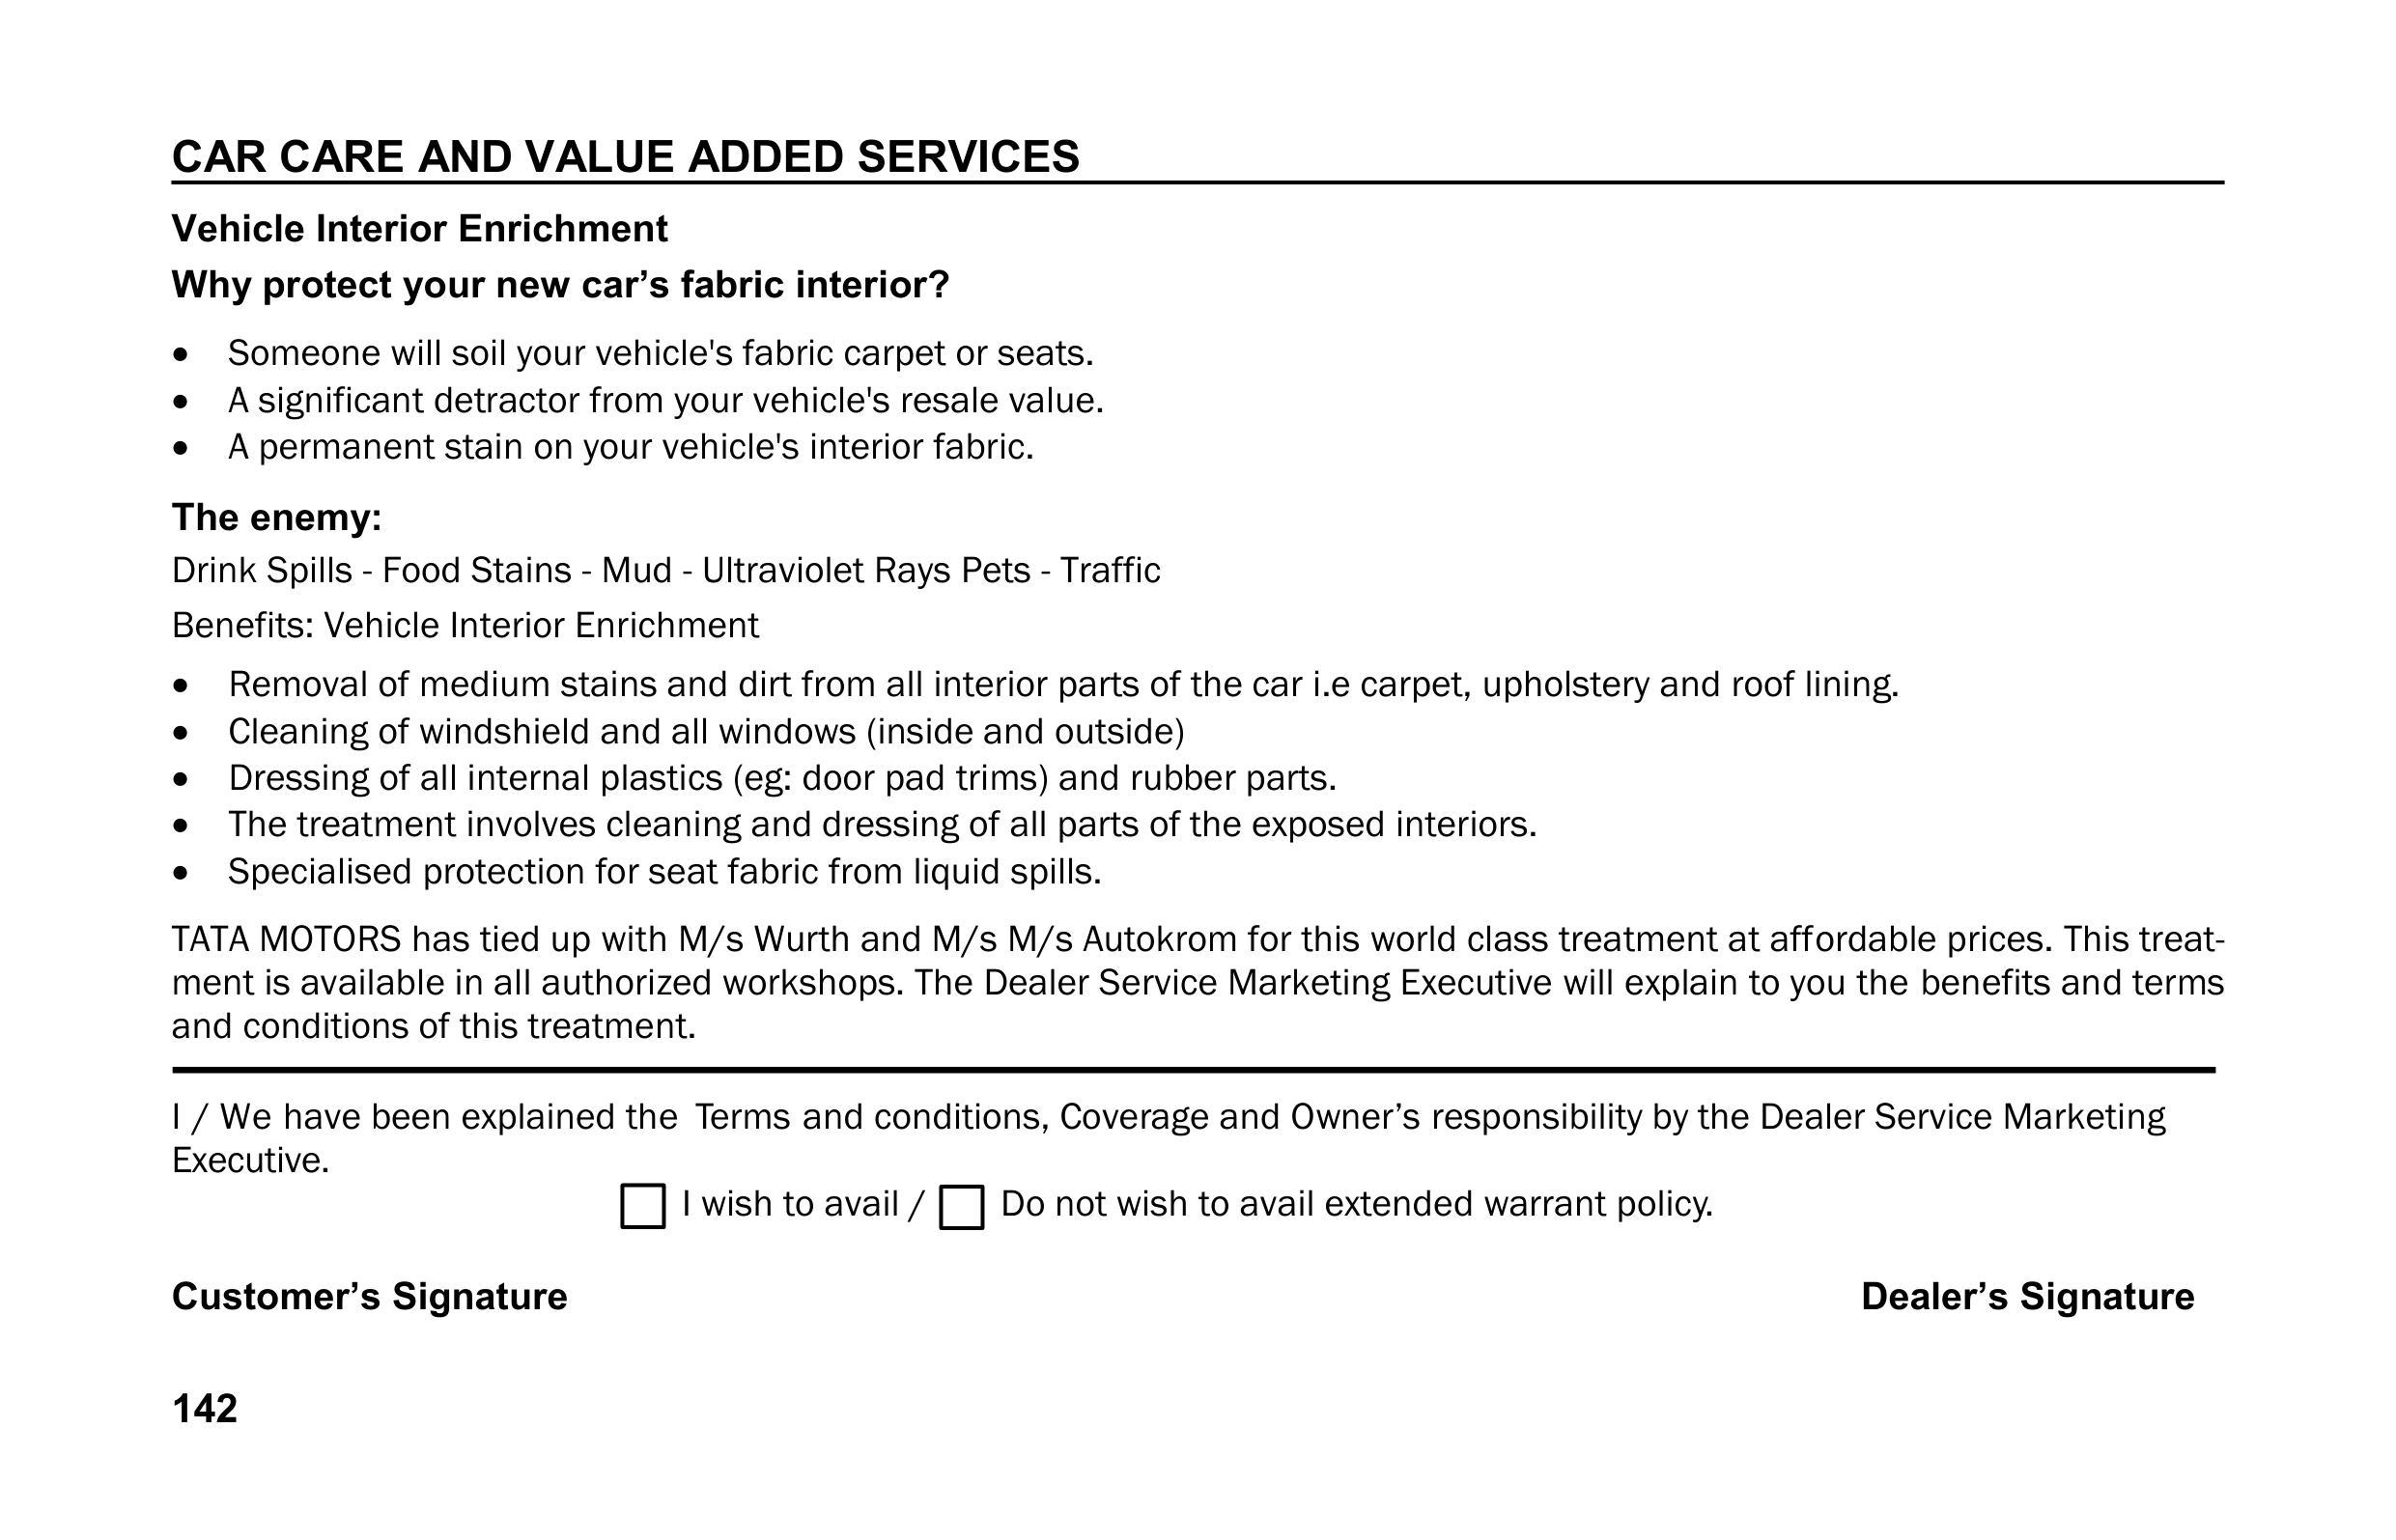 CAR CARE AND VALUE ADDED SERVICES
Vehicle Interior Enrichment
Why protect your new car’s fabric interior?
• Someone will soil your vehicle's fabric carpet or seats.
• A significant detractor from your vehicle's resale value.
• A permanent stain on your vehicle's interior fabric.
The enemy:
Drink Spills - Food Stains - Mud - Ultraviolet Rays Pets - Traffic
Benefits: Vehicle Interior Enrichment
• Removal of medium stains and dirt from all interior parts of the car i.e carpet, upholstery and roof lining.
• Cleaning of windshield and all windows (inside and outside)
• Dressing of all internal plastics (eg: door pad trims) and rubber parts.
• The treatment involves cleaning and dressing of all parts of the exposed interiors.
• Specialised protection for seat fabric from liquid spills.
TATA MOTORS has tied up with M/s Wurth and M/s M/s Autokrom for this world class treatment at affordable prices. This treat-
ment is available in all authorized workshops. The Dealer Service Marketing Executive will explain to you the benefits and terms
and conditions of this treatment.
I / We have been explained the Terms and conditions, Coverage and Owner’s responsibility by the Dealer Service Marketing
Executive.
I wish to avail / Do not wish to avail extended warrant policy.
Customer’s Signature Dealer’s Signature
142